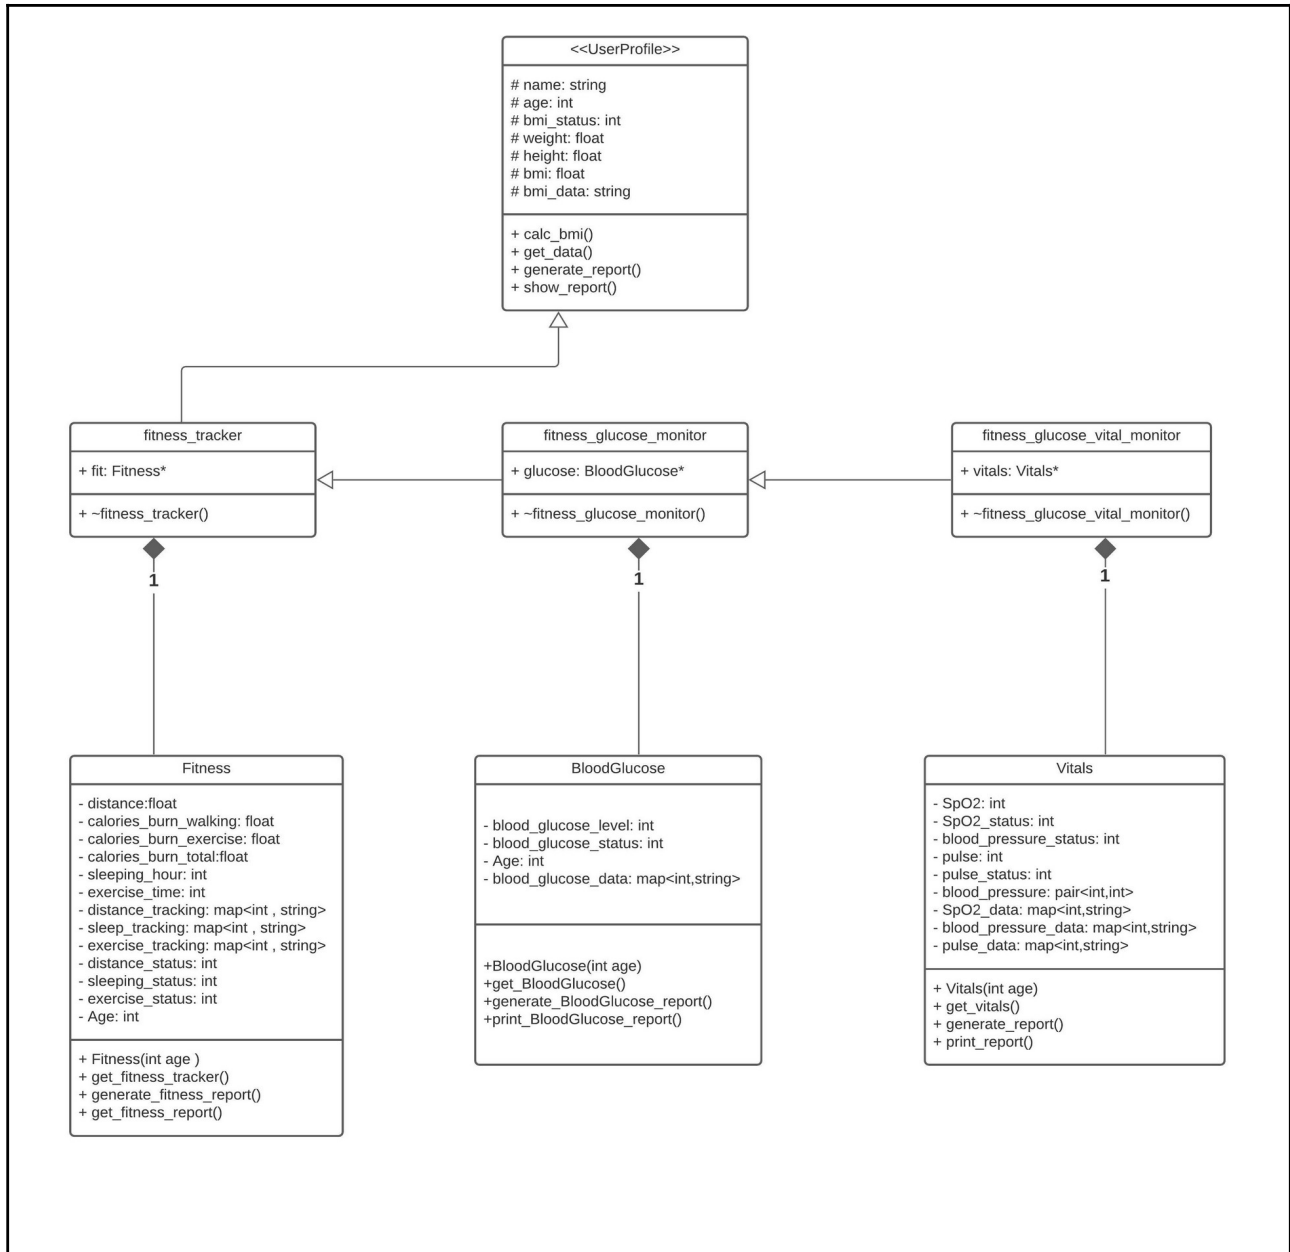 <<UserProfile>>
# name: string
# age: int
# bmi_status: int
# weight: float
# height: float
# bmi: float
# bmi_data: string
+ calc_bmi()
+ get_data()
+ generate_report()
+ show_report()
fitness_tracker
+ fit: Fitness*
+ ~fitness_tracker()
fitness_glucose_monitor
+ glucose: BloodGlucose*
+ ~fitness_glucose_monitor()
fitness_glucose_vital_monitor
+ vitals: Vitals*
+ ~fitness_glucose_vital_monitor()
1
1
1
Fitness
- distance:float
- calories_burn_walking: float
- calories_burn_exercise: float
- calories_burn_total:float
- sleeping_hour: int
- exercise_time: int
- distance_tracking: map<int , string>
- sleep_tracking: map<int , string>
- exercise_tracking: map<int , string>
- distance_status: int
- sleeping_status: int
- exercise_status: int
- Age: int
+ Fitness(int age )
+ get_fitness_tracker()
+ generate_fitness_report()
+ get_fitness_report()
BloodGlucose
- blood_glucose_level: int
- blood_glucose_status: int
- Age: int
- blood_glucose_data: map<int,string>
+BloodGlucose(int age)
+get_BloodGlucose()
+generate_BloodGlucose_report()
+print_BloodGlucose_report()
Vitals
- SpO2: int
- SpO2_status: int
- blood_pressure_status: int
- pulse: int
- pulse_status: int
- blood_pressure: pair<int,int>
- SpO2_data: map<int,string>
- blood_pressure_data: map<int,string>
- pulse_data: map<int,string>
+ Vitals(int age)
+ get_vitals()
+ generate_report()
+ print_report()